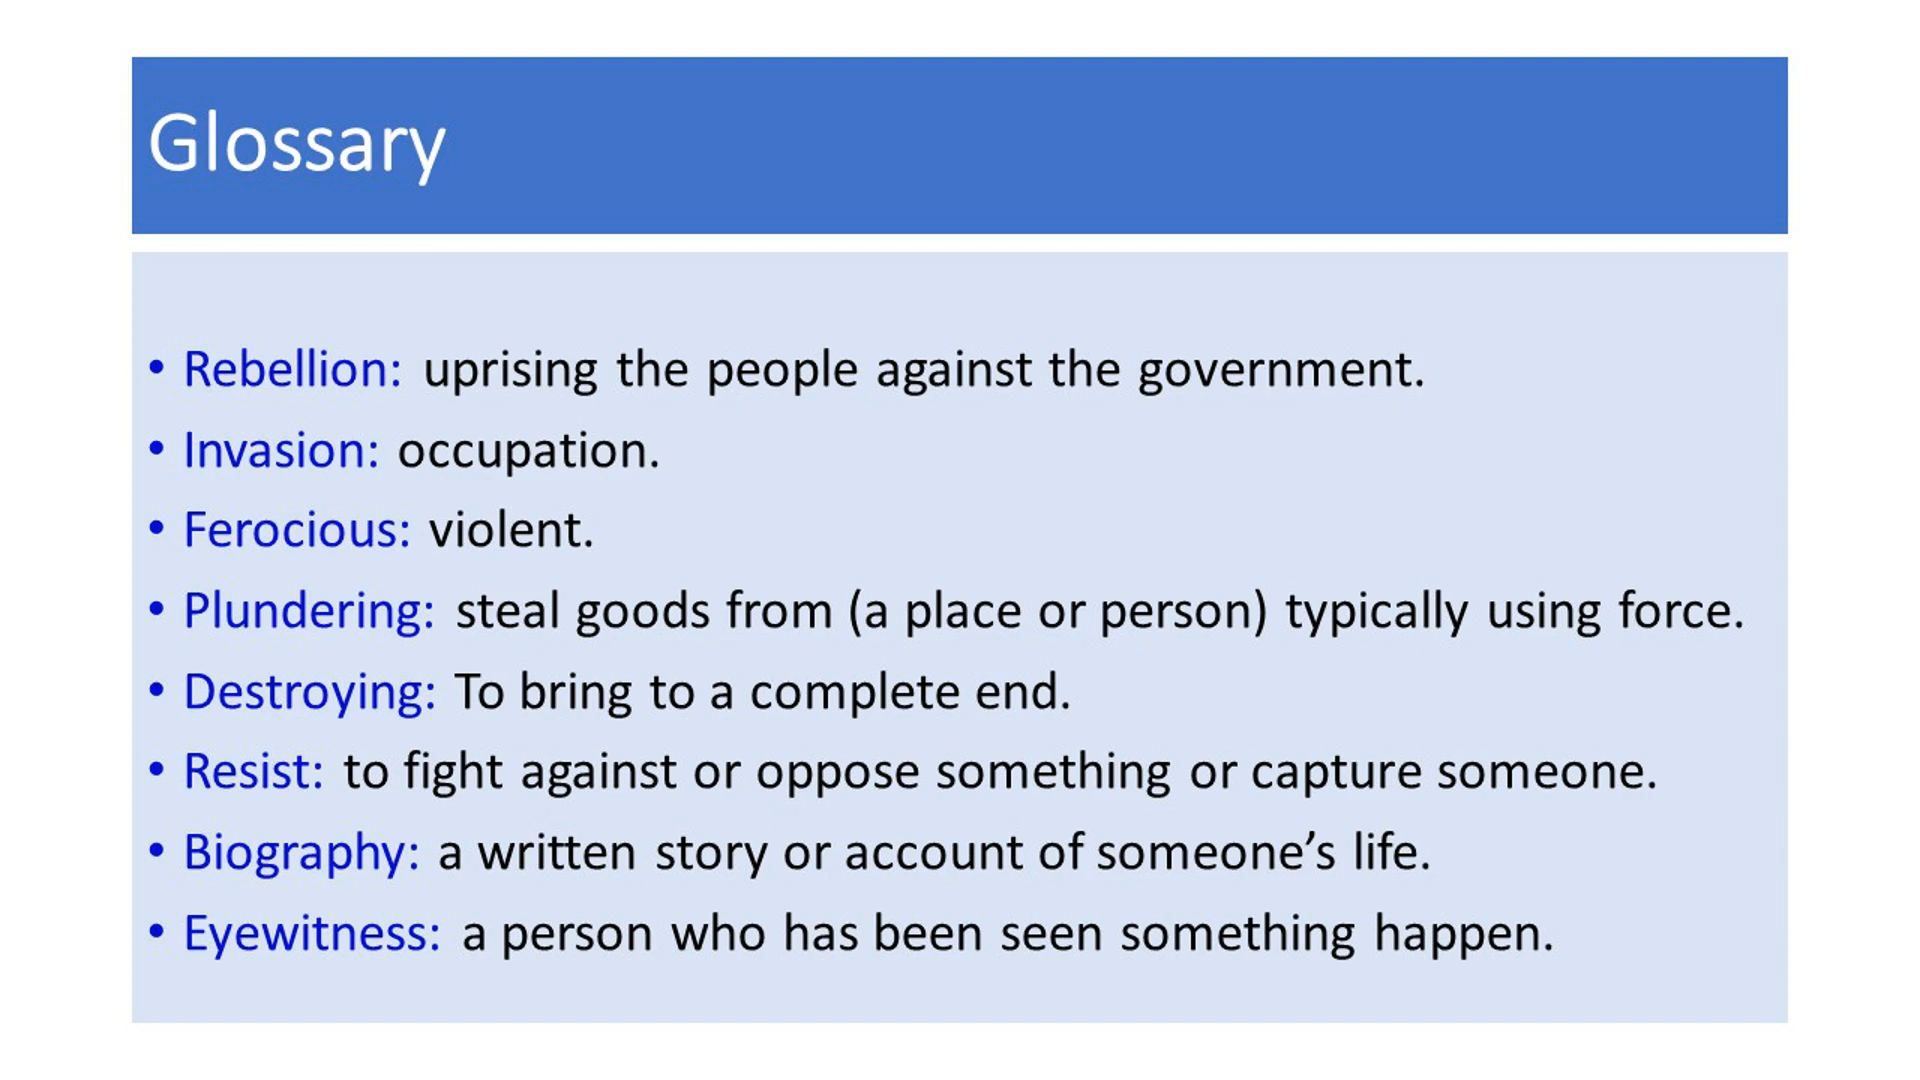 Glossary
• Rebellion: uprising the people against the government.
• Invasion: occupation.
• Ferocious: violent.
• Plundering: steal goods from (a place or person) typically using force.
• Destroying: To bring to a complete end.
• Resist: to fight against or oppose something or capture someone.
• Biography: a written story or account of someone’s life.
• Eyewitness: a person who has been seen something happen.